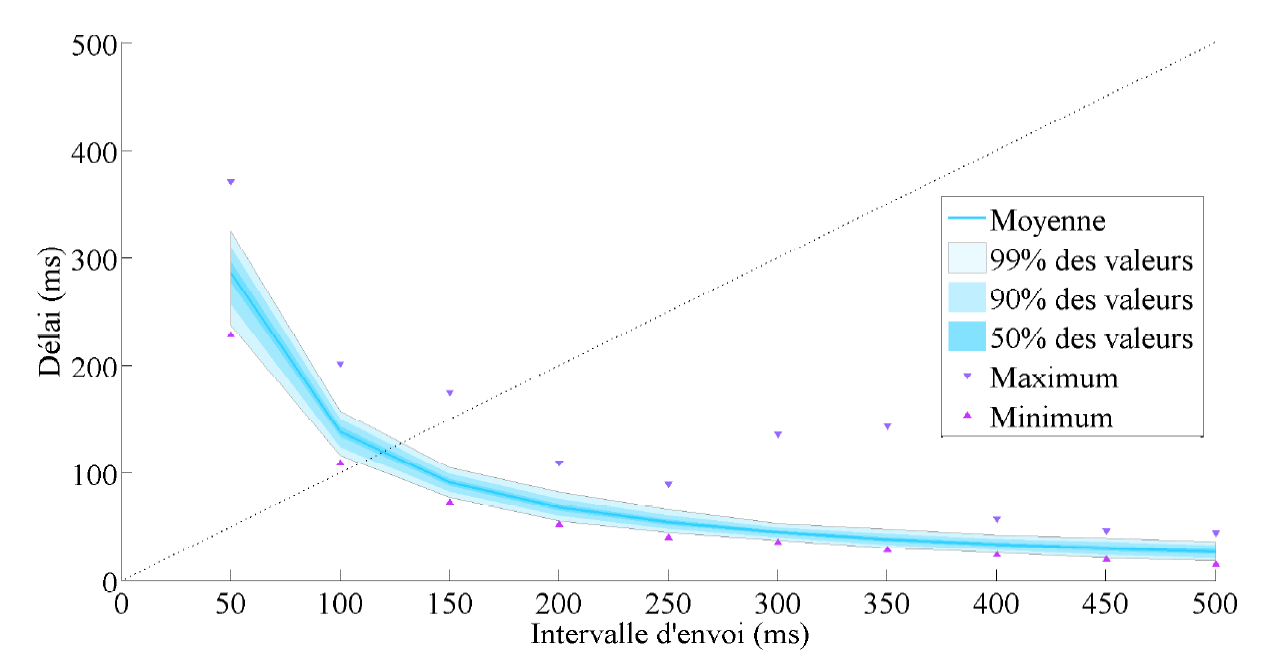 500
400
300
200
100
0
Délai (ms)
Moyenne
99% des valeurs
90% des valeurs
50% des valeurs
Maximum
Minimum
0 50 100 150 200 250 300 350 400 450 500
Intervalle d'envoi (ms)